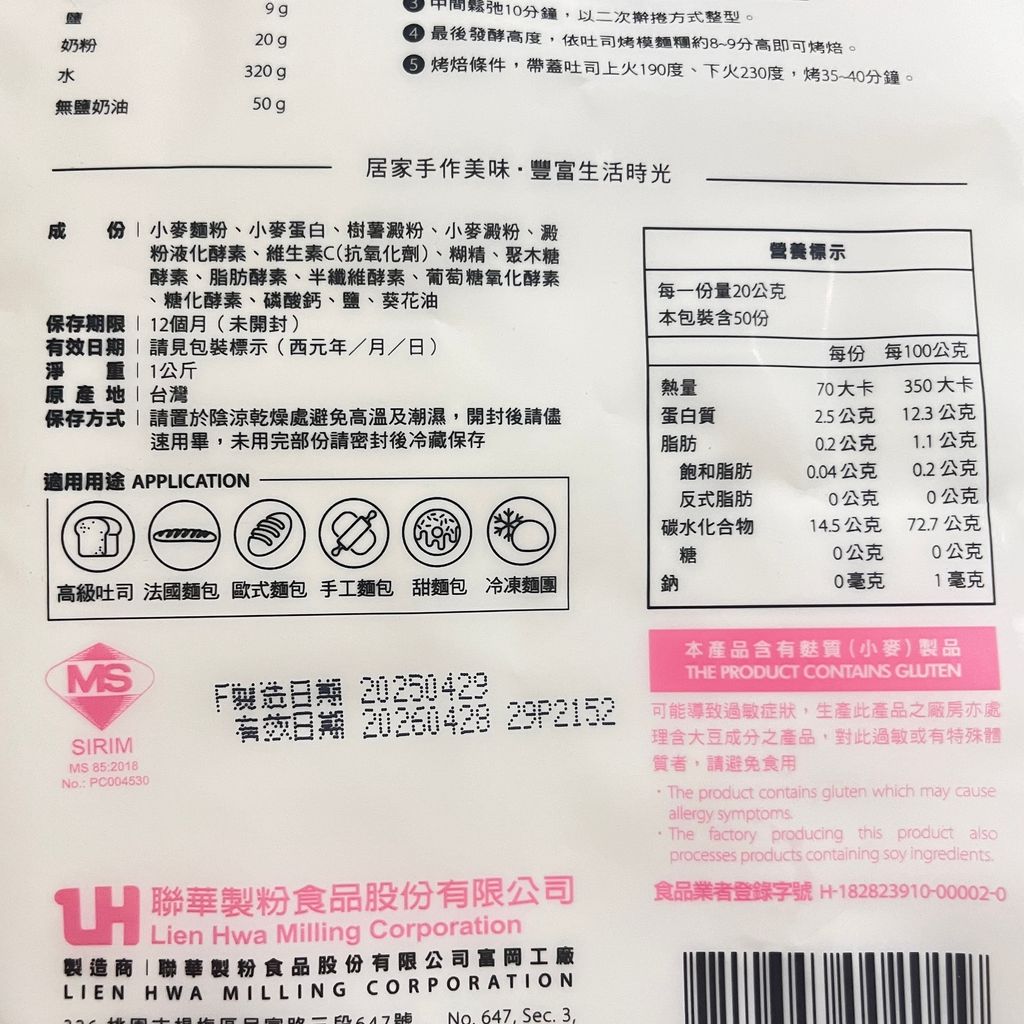 鹽 9 g
奶粉 20 g
水 320 g
無鹽奶油 50 g
3 中間鬆弛10分鐘，以二次擀捲方式整型。
4 最後發酵高度，依吐司烤模麵糰約8~9分高即可烤焙。
5 烤焙條件，帶蓋吐司上火190度、下火230度，烤35~40分鐘。
居家手作美味·豐富生活時光
成份 | 小麥麵粉、小麥蛋白、樹薯澱粉、小麥澱粉、澱
粉液化酵素、維生素C(抗氧化劑)、糊精、聚木糖
酵素、脂肪酵素、半纖維酵素、葡萄糖氧化酵素
、糖化酵素、磷酸鈣、鹽、葵花油
保存期限 | 12個月（未開封）
有效日期 | 請見包裝標示（西元年／月／日）
淨重 | 1公斤
原產地 | 台灣
保存方式 | 請置於陰涼乾燥處避免高溫及潮濕，開封後請儘
速用畢，未用完部份請密封後冷藏保存
適用用途 APPLICATION
高級吐司 法國麵包 歐式麵包 手工麵包 甜麵包 冷凍麵團
營養標示
每一份量20公克
本包裝含50份
每份 每100公克
熱量 70 大卡 350 大卡
蛋白質 2.5 公克 12.3 公克
脂肪 0.2 公克 1.1 公克
飽和脂肪 0.04 公克 0.2 公克
反式脂肪 0 公克 0 公克
碳水化合物 14.5 公克 72.7 公克
糖 0 公克 0 公克
鈉 0 毫克 1 毫克
MS
SIRIM
MS 85:2018
No.: PC004530
F製造日期 20250429
有效日期 20260428 29P2152
本產品含有麩質（小麥）製品
THE PRODUCT CONTAINS GLUTEN
可能導致過敏症狀，生產此產品之廠房亦處
理含大豆成分之產品，對此過敏或有特殊體
質者，請避免食用
· The product contains gluten which may cause
allergy symptoms.
· The factory producing this product also
processes products containing soy ingredients.
食品業者登錄字號 H-182823910-00002-0
LH 聯華製粉食品股份有限公司
Lien Hwa Milling Corporation
製造商 | 聯華製粉食品股份有限公司富岡工廠
LIEN HWA MILLING CORPORATION
No. 647, Sec. 3,